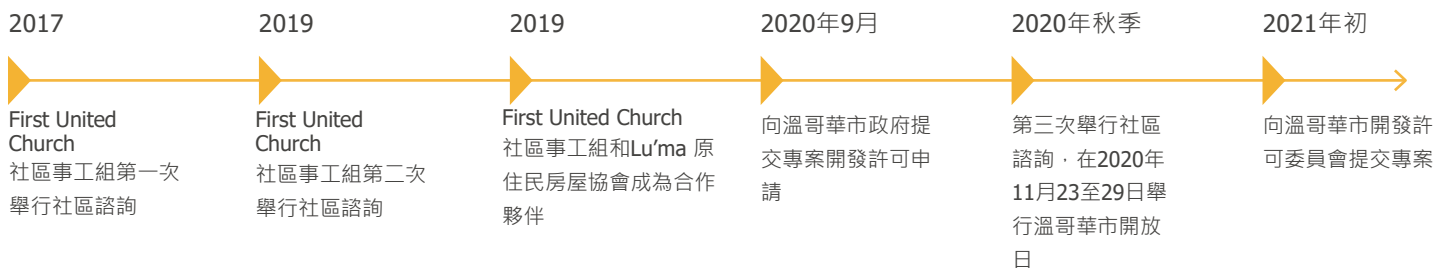 2017
First United
Church
社區事工組第一次
舉行社區諮詢
2019
First United
Church
社區事工組第二次
舉行社區諮詢
2019
First United Church
社區事工組和Lu’ma 原
住民房屋協會成為合作
夥伴
2020年9月
向溫哥華市政府提
交專案開發許可申
請
2020年秋季
第三次舉行社區
諮詢，在2020年
11月23至29日舉
行溫哥華市開放
日
2021年初
向溫哥華市開發許
可委員會提交專案